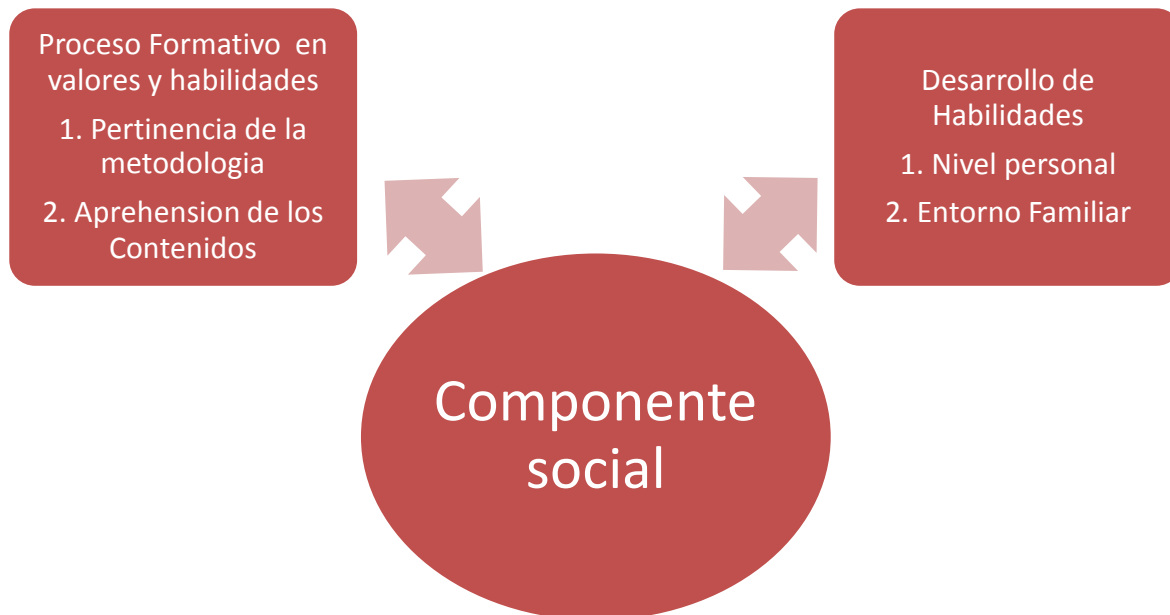 Proceso Formativo en
valores y habilidades
1. Pertinencia de la
metodologia
2. Aprehension de los
Contenidos
Desarrollo de
Habilidades
1. Nivel personal
2. Entorno Familiar
Componente
social